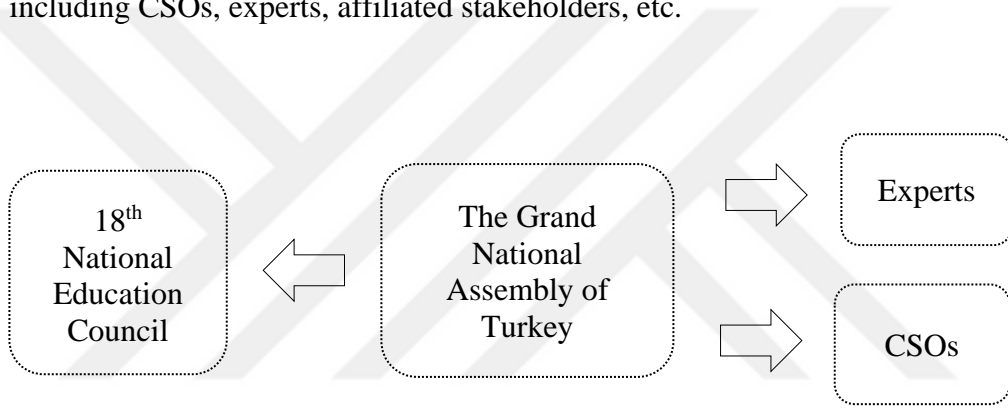 including CSOs, experts, affiliated stakeholders, etc.
18th
National
Education
Council
The Grand
National
Assembly of
Turkey
Experts
CSOs